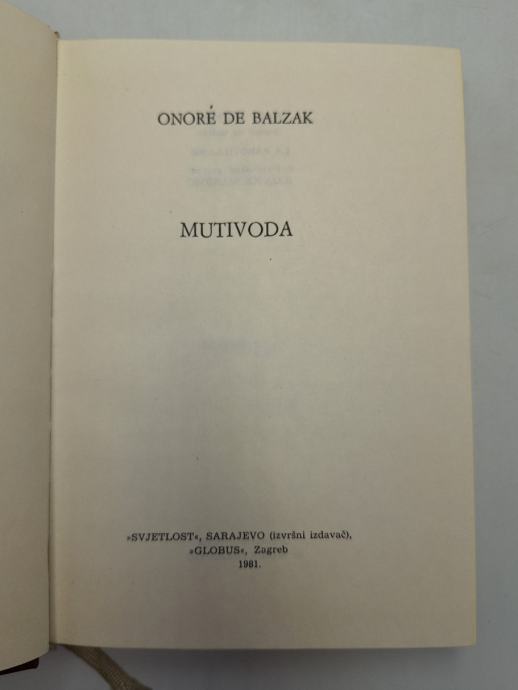 ONORÉ DE BALZAK
MUTIVODA
»SVJETLOST«, SARAJEVO (izvršni izdavač),
»GLOBUS«, Zagreb
1981.